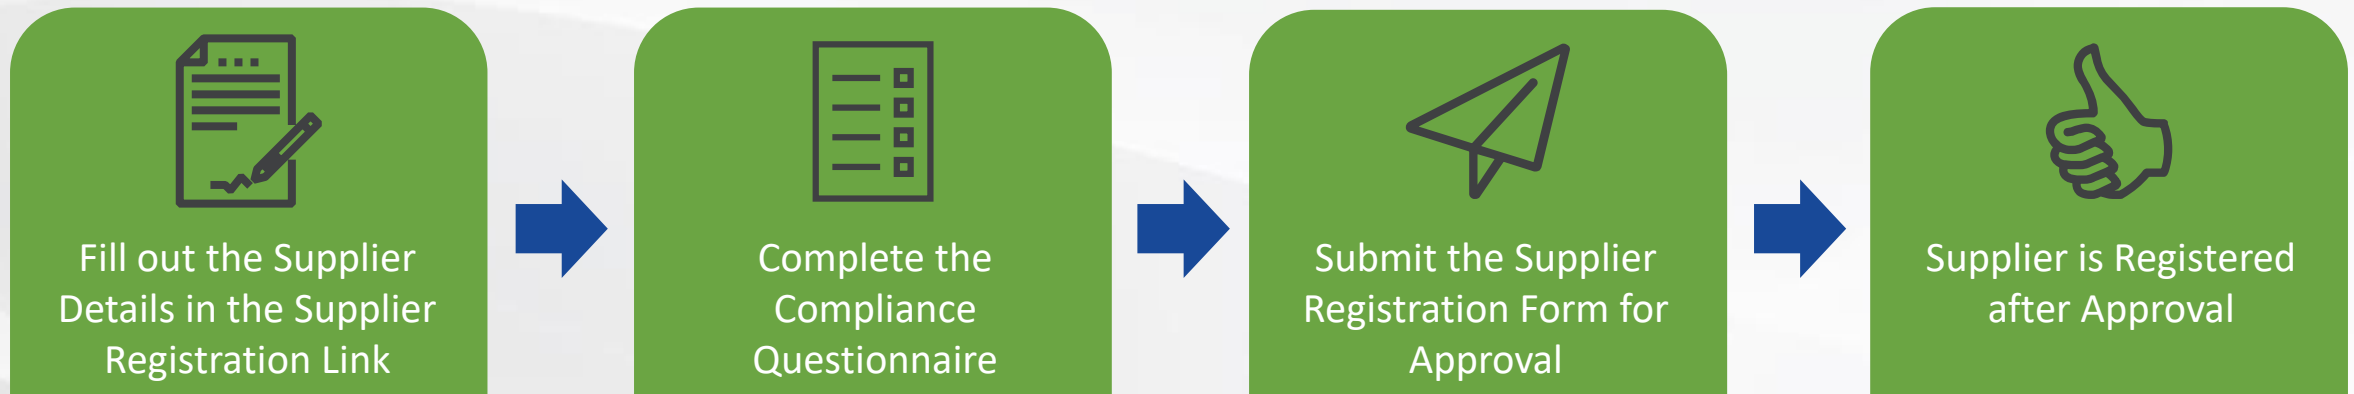 Fill out the Supplier
Details in the Supplier
Registration Link
Complete the
Compliance
Questionnaire
Submit the Supplier
Registration Form for
Approval
Supplier is Registered
after Approval